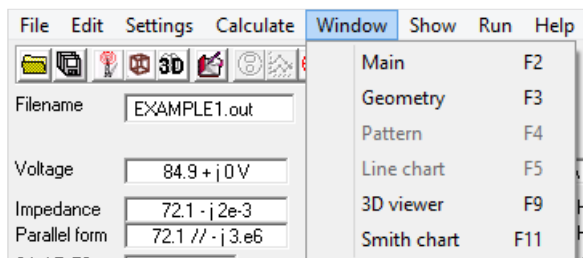 File Edit Settings Calculate Window Show Run Help
3D
Main F2
Geometry F3
Pattern F4
Line chart F5
3D viewer F9
Smith chart F11
Filename EXAMPLE1.out
Voltage 84.9 + j 0 V
Impedance 72.1 - j 2e-3
Parallel form 72.1 // - j 3.e6